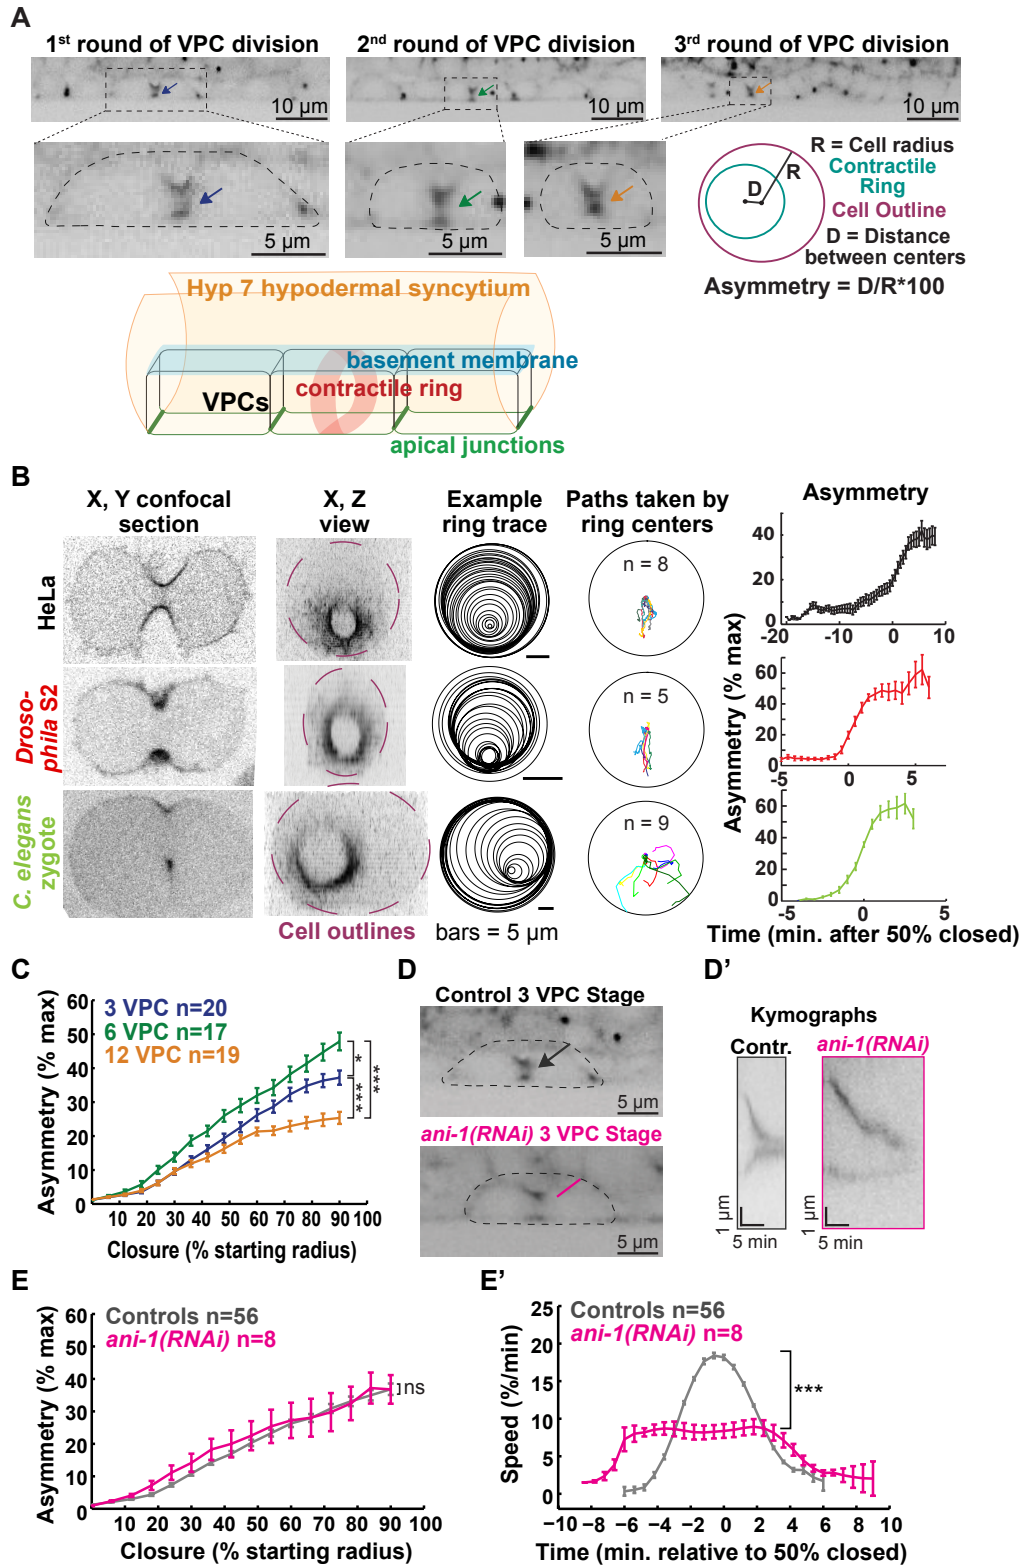 A
1st round of VPC division
2nd round of VPC division
3rd round of VPC division
10 µm
10 µm
10 µm
5 µm
5 µm
5 µm
R = Cell radius
Contractile
Ring
Cell Outline
D = Distance
between centers
R
D
Asymmetry = D/R*100
Hyp 7 hypodermal syncytium
basement membrane
contractile ring
VPCs
apical junctions
B
X, Y confocal
section
X, Z
view
Example
ring trace
Paths taken by
ring centers
Asymmetry
HeLa
n = 8
40
20
0
-20
-10
0
10
Droso-
phila S2
n = 5
60
40
20
0
-5
0
5
C. elegans
zygote
n = 9
60
40
20
0
-5
0
5
Asymmetry (% max)
Cell outlines
bars = 5 µm
Time (min. after 50% closed)
C
3 VPC n=20
6 VPC n=17
12 VPC n=19
Asymmetry (% max)
60
50
40
30
20
10
0
10 20 30 40 50 60 70 80 90 100
Closure (% starting radius)
*
***
***
D
Control 3 VPC Stage
5 µm
ani-1(RNAi) 3 VPC Stage
5 µm
D'
Kymographs
Contr.
ani-1(RNAi)
1 µm
5 min
1 µm
5 min
E
Controls n=56
ani-1(RNAi) n=8
Asymmetry (% max)
60
50
40
30
20
10
0
ns
10 20 30 40 50 60 70 80 90 100
Closure (% starting radius)
E'
Controls n=56
ani-1(RNAi) n=8
Speed (%/min)
25
20
15
10
5
0
***
−10 −8 −6 −4 −2 0 2 4 6 8 10
Time (min. relative to 50% closed)